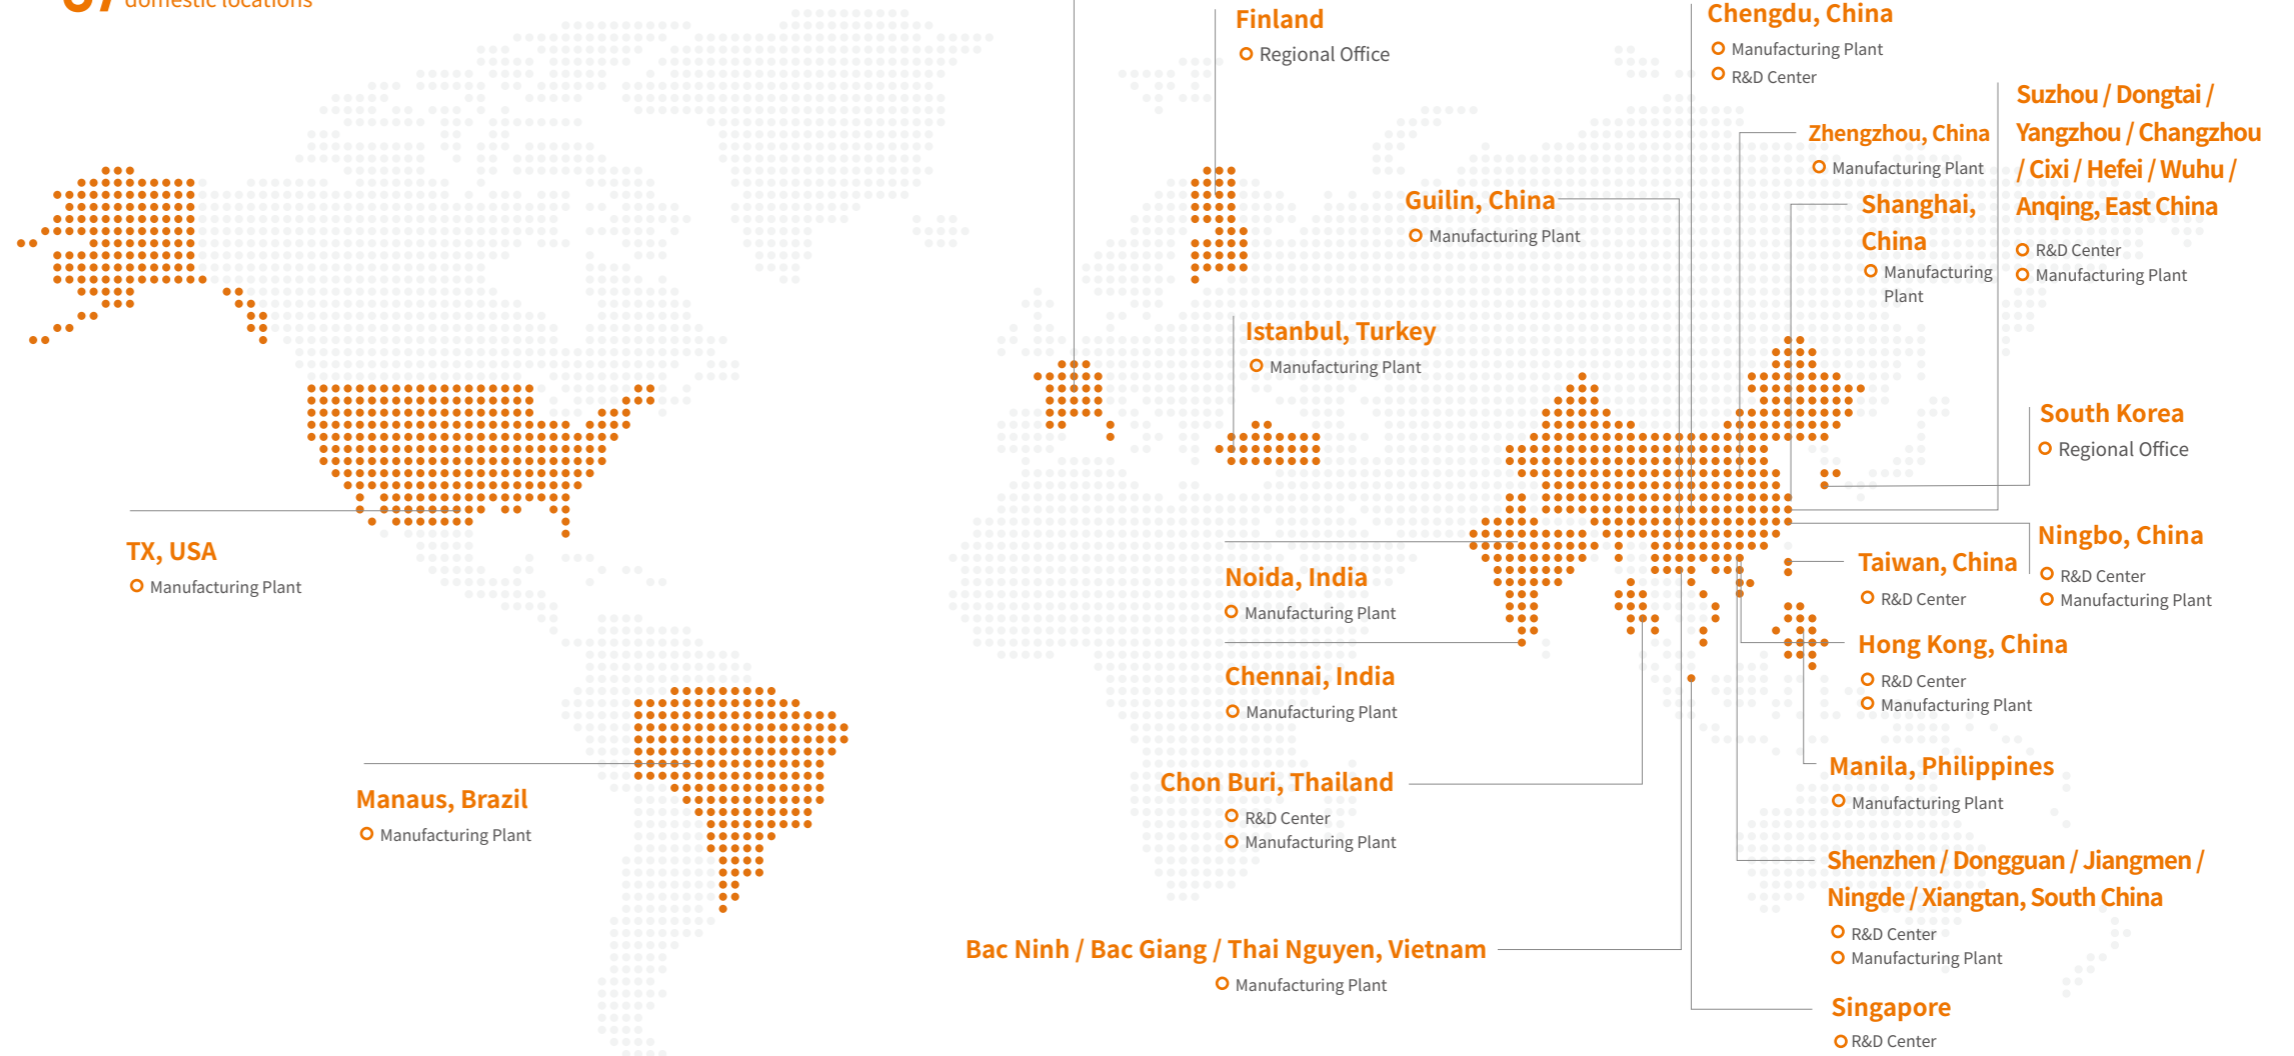 domestic locations
Finland
Regional Office
Chengdu, China
Manufacturing Plant
R&D Center
Suzhou / Dongtai /
Yangzhou / Changzhou
/ Cixi / Hefei / Wuhu /
Anqing, East China
R&D Center
Manufacturing Plant
Zhengzhou, China
Manufacturing Plant
Guilin, China
Manufacturing Plant
Shanghai,
China
Manufacturing
Plant
Istanbul, Turkey
Manufacturing Plant
South Korea
Regional Office
TX, USA
Manufacturing Plant
Ningbo, China
R&D Center
Manufacturing Plant
Taiwan, China
R&D Center
Noida, India
Manufacturing Plant
Hong Kong, China
R&D Center
Manufacturing Plant
Chennai, India
Manufacturing Plant
Manaus, Brazil
Manufacturing Plant
Chon Buri, Thailand
R&D Center
Manufacturing Plant
Manila, Philippines
Manufacturing Plant
Shenzhen / Dongguan / Jiangmen /
Ningde / Xiangtan, South China
R&D Center
Manufacturing Plant
Bac Ninh / Bac Giang / Thai Nguyen, Vietnam
Manufacturing Plant
Singapore
R&D Center